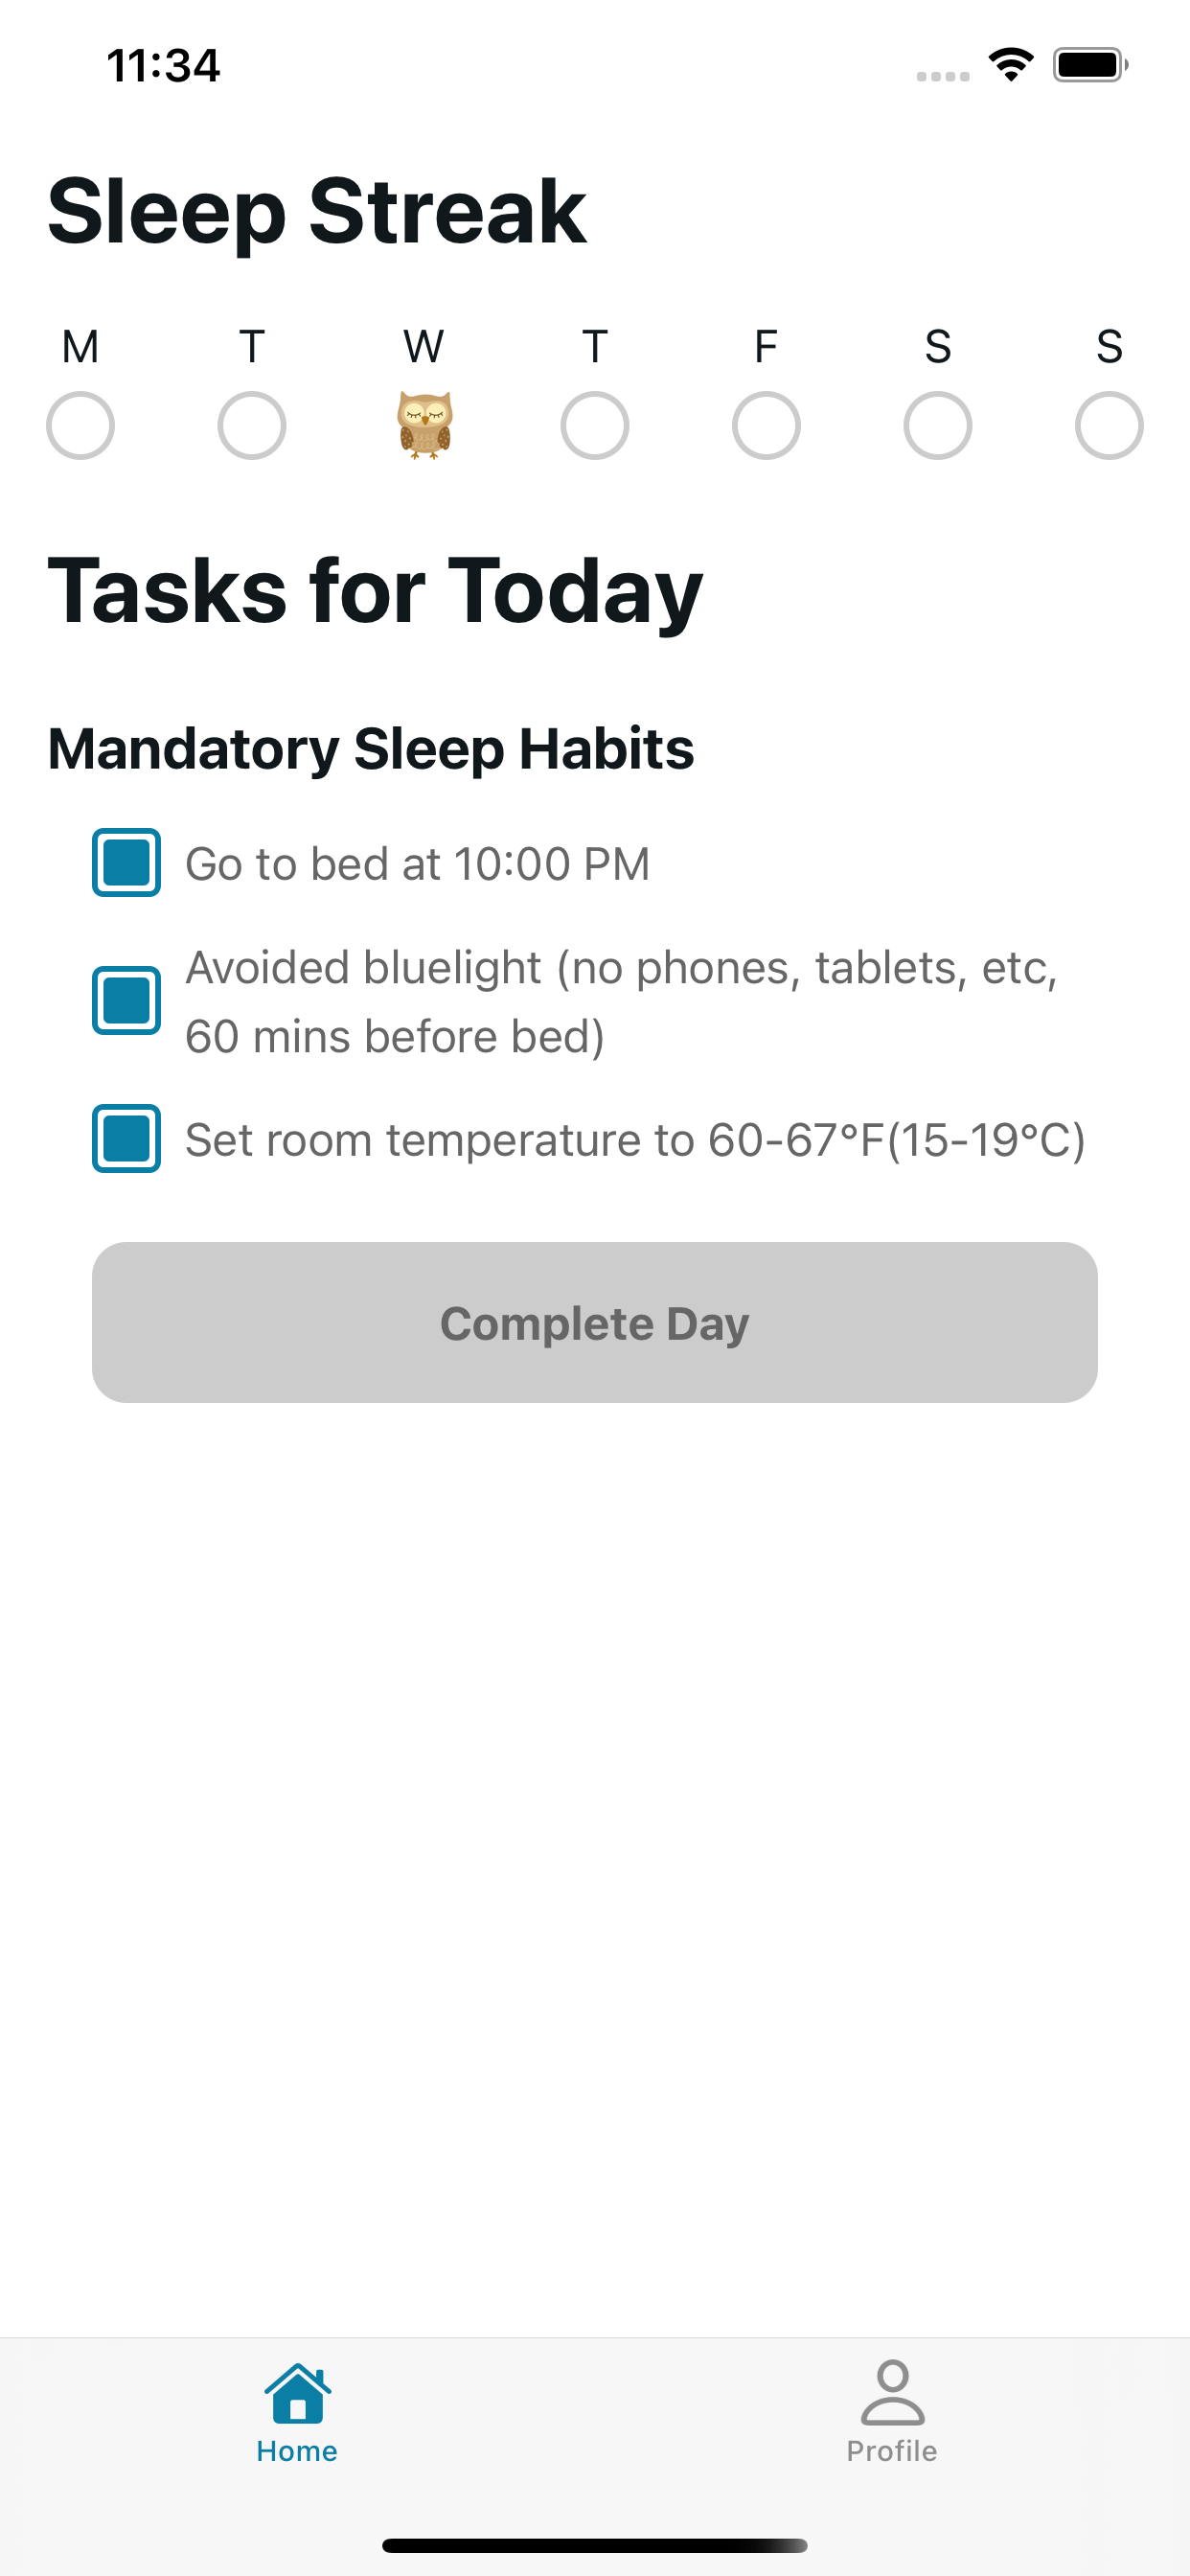 11:34
Sleep Streak
M T W T F S S
Tasks for Today
Mandatory Sleep Habits
Go to bed at 10:00 PM
Avoided bluelight (no phones, tablets, etc,
60 mins before bed)
Set room temperature to 60-67°F(15-19°C)
Complete Day
Home Profile